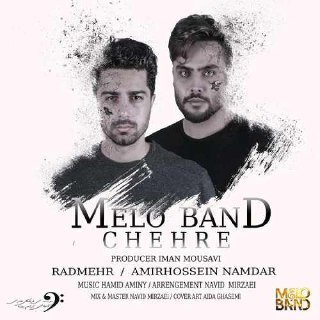 MELO BAND
CHEHRE
PRODUCER IMAN MOUSAVI
RADMEHR / AMIRHOSSEIN NAMDAR
MUSIC HAMID AMINY / ARRENGEMENT NAVID MIRZAEI
MIX & MASTER NAVID MIRZAEI / COVER ART AIDA GHASEMI
MELO
BAND